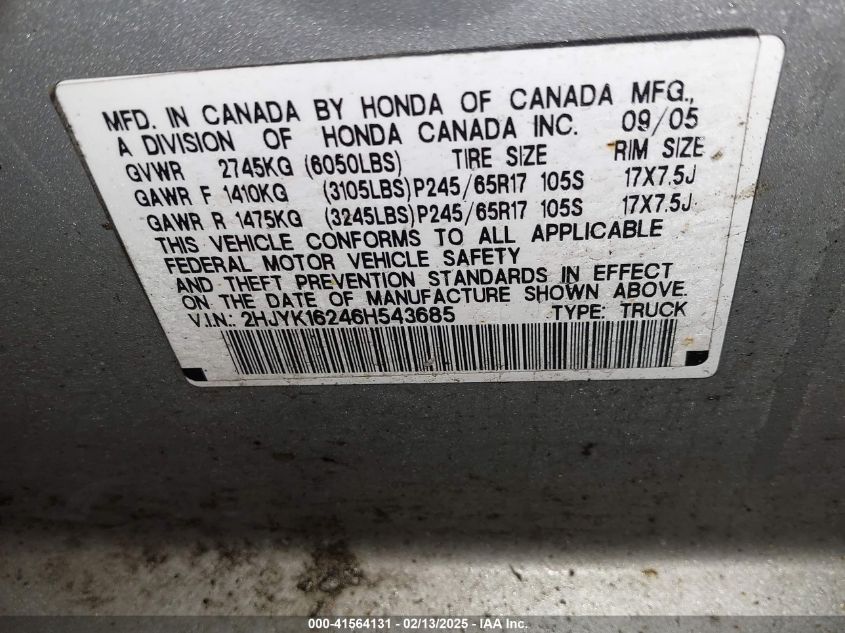 MFD. IN CANADA BY HONDA OF CANADA MFG.,
A DIVISION OF HONDA CANADA INC. 09/05
GVWR 2745KG (6050LBS) TIRE SIZE RIM SIZE
GAWR F 1410KG (3105LBS) P245/65R17 105S 17X7.5J
GAWR R 1475KG (3245LBS) P245/65R17 105S 17X7.5J
THIS VEHICLE CONFORMS TO ALL APPLICABLE
FEDERAL MOTOR VEHICLE SAFETY
AND THEFT PREVENTION STANDARDS IN EFFECT
ON THE DATE OF MANUFACTURE SHOWN ABOVE.
V.I.N.: 2HJYK16246H543685 TYPE: TRUCK
000-41564131 - 02/13/2025 - IAA Inc.